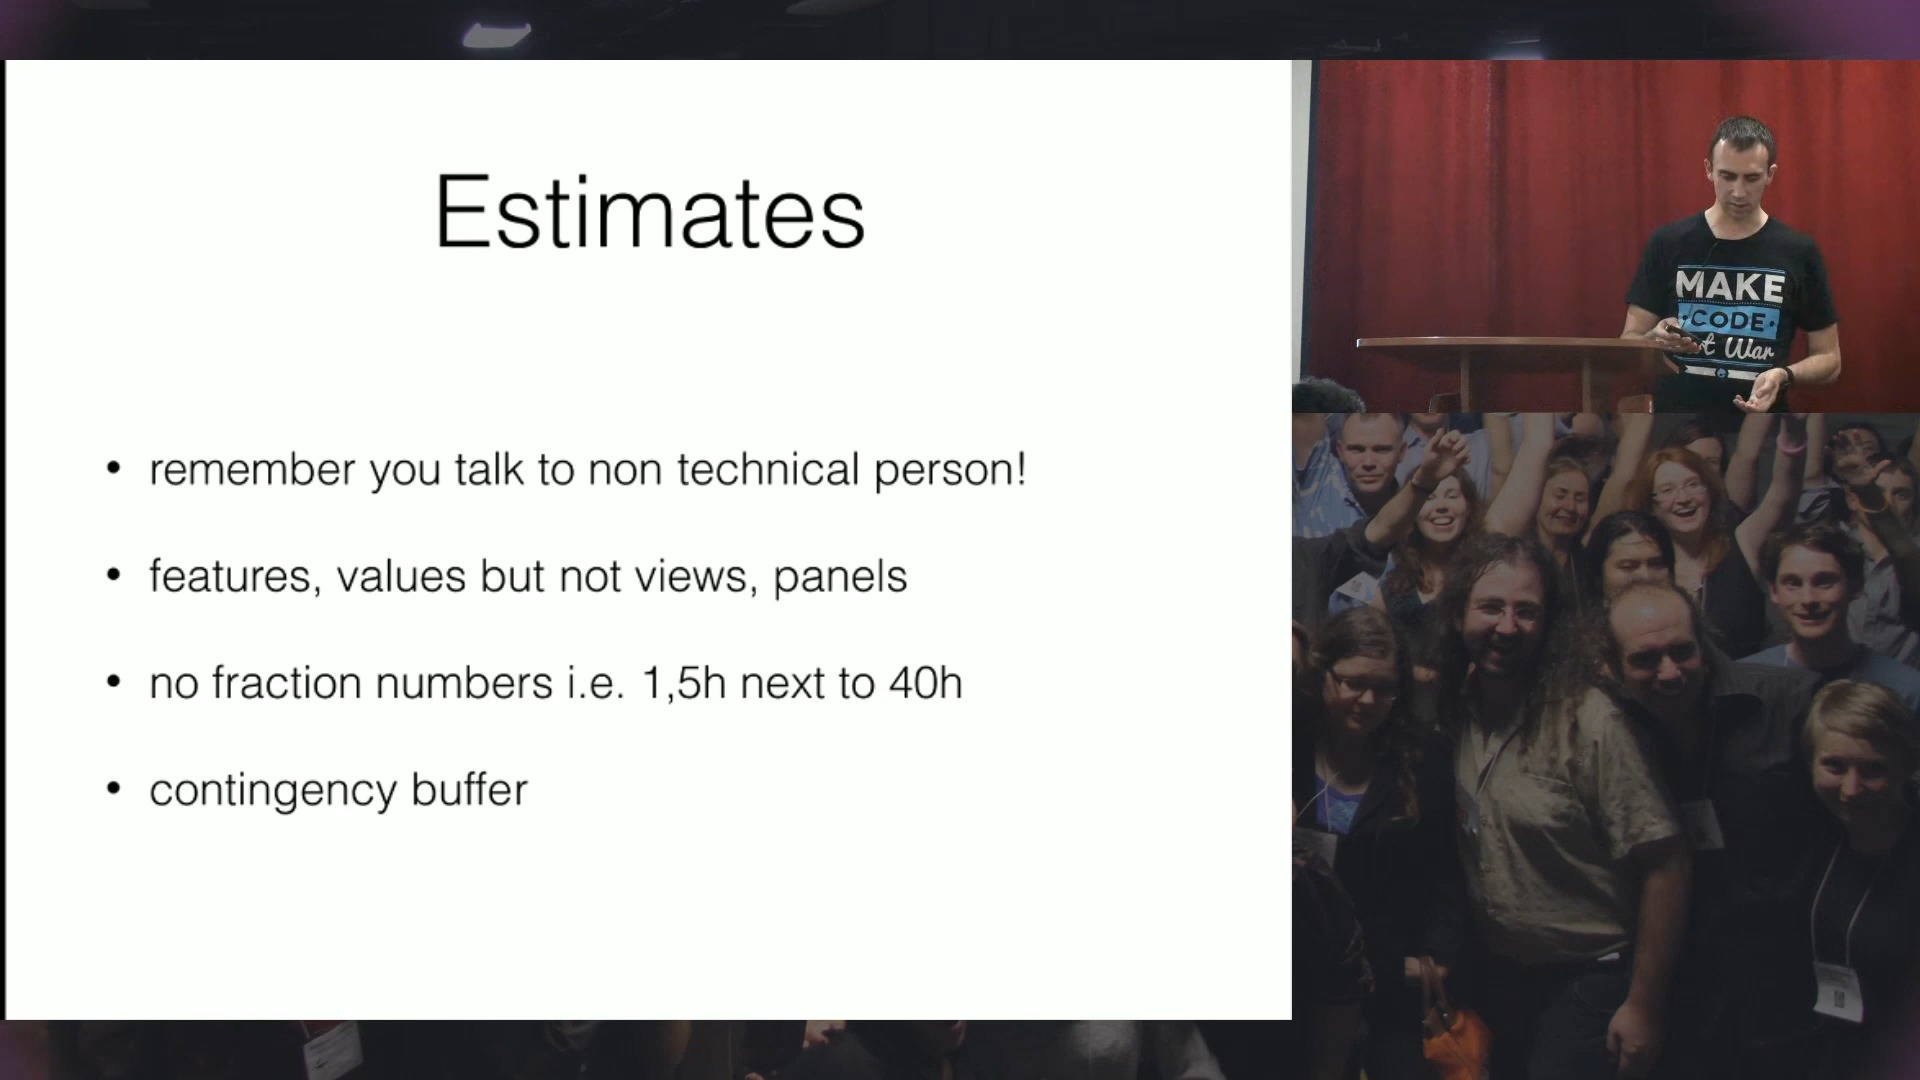 Estimates
• remember you talk to non technical person!
• features, values but not views, panels
• no fraction numbers i.e. 1,5h next to 40h
• contingency buffer
MAKE
CODE
War